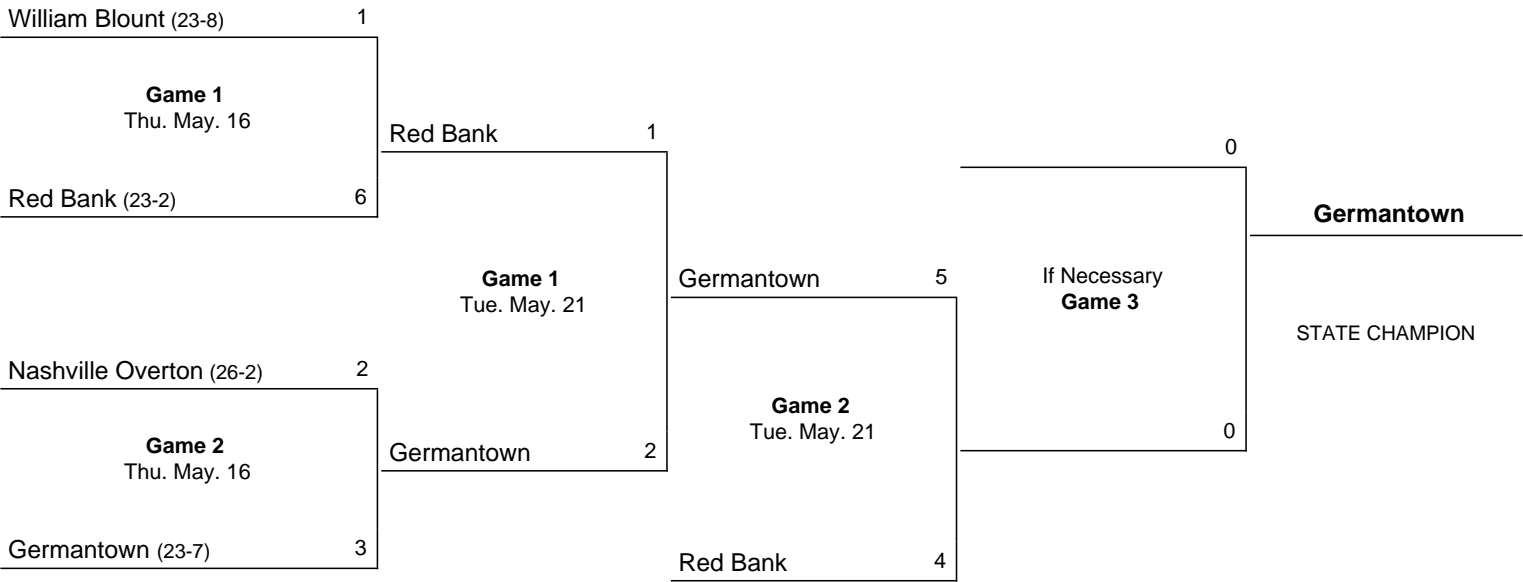 William Blount (23-8) 1
Game 1
Thu. May. 16
Red Bank (23-2) 6
Nashville Overton (26-2) 2
Game 2
Thu. May. 16
Germantown (23-7) 3
Red Bank 1
Game 1
Tue. May. 21
Germantown 2
Germantown 5
Game 2
Tue. May. 21
Red Bank 4
0
If Necessary
Game 3
0
Germantown
STATE CHAMPION